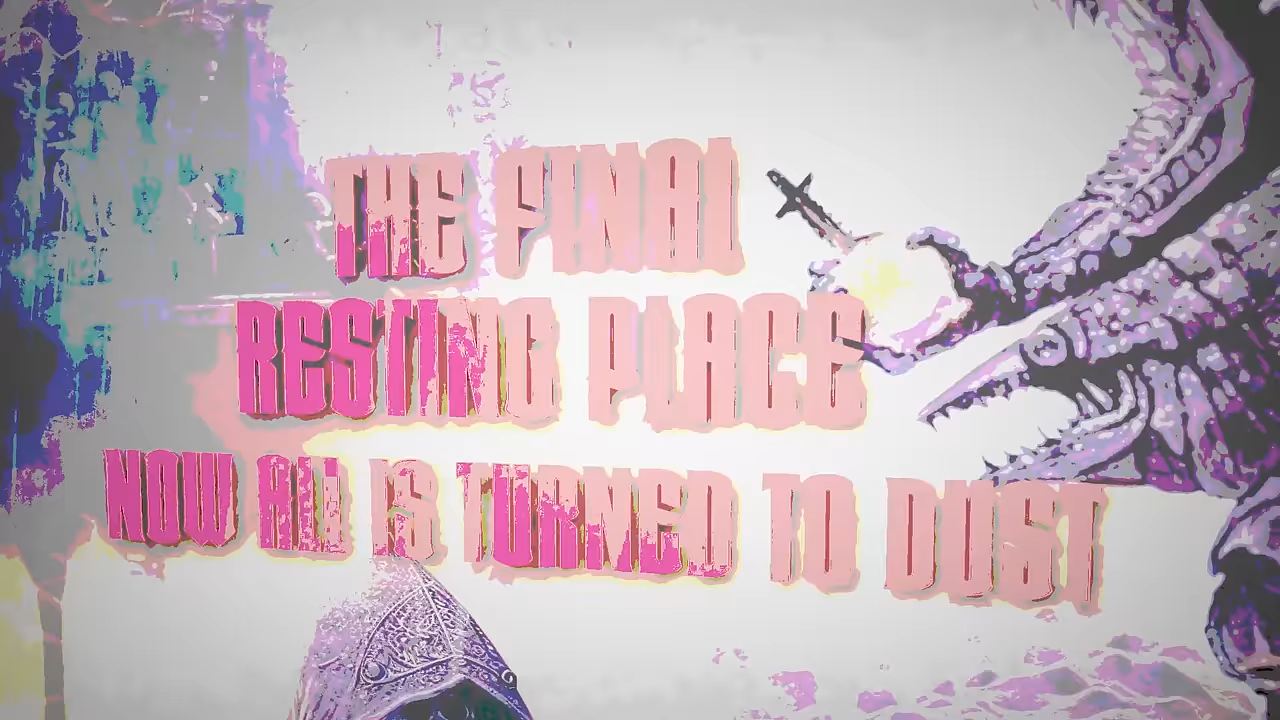 THE FINAL
RESTING PLACE
NOW ALL IS TURNED TO DUST